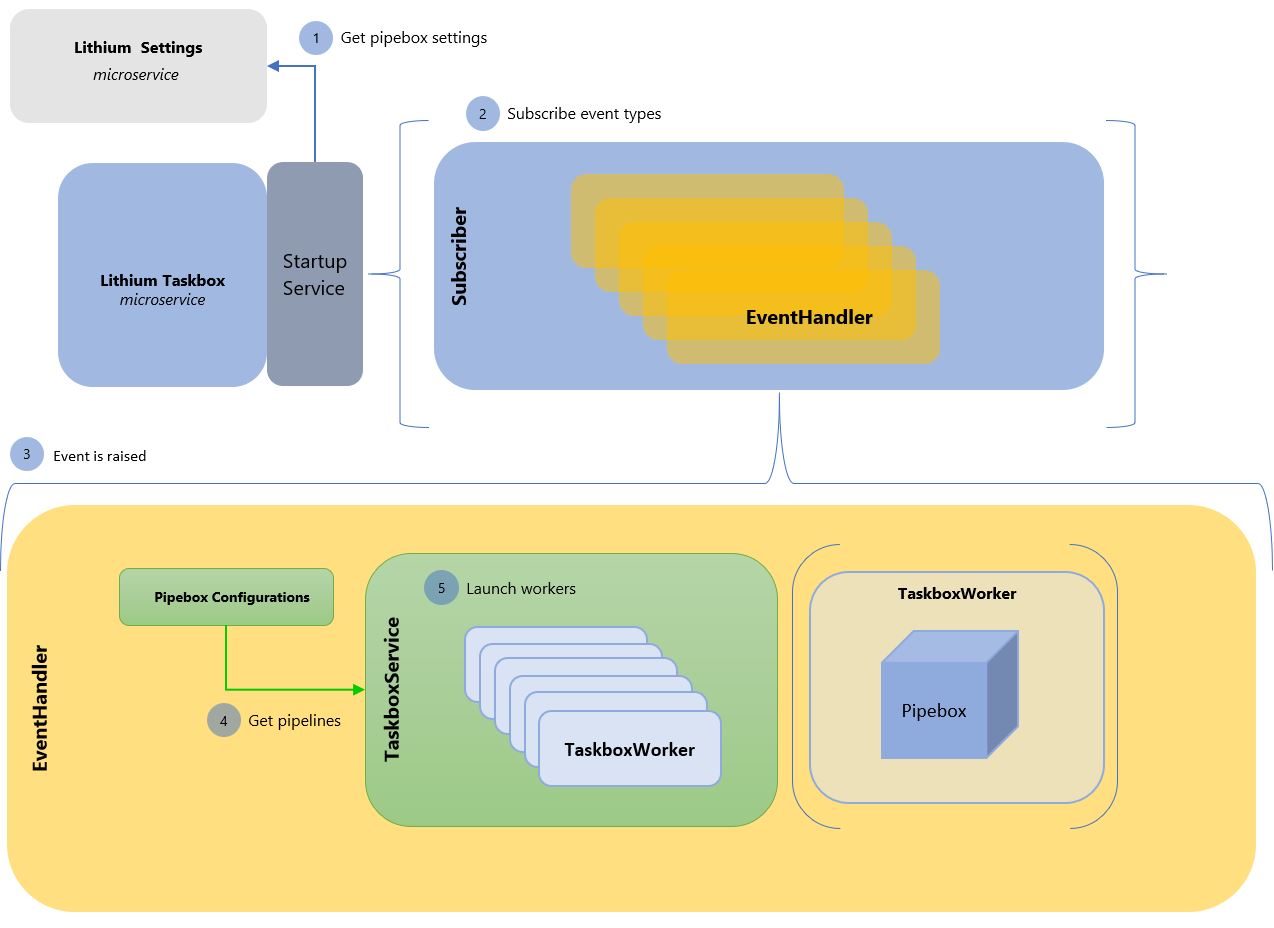 Lithium Settings
microservice
1
Get pipebox settings
2
Subscribe event types
Lithium Taskbox
microservice
Startup
Service
Subscriber
EventHandler
3
Event is raised
EventHandler
Pipebox Configurations
4
Get pipelines
TaskboxService
5
Launch workers
TaskboxWorker
TaskboxWorker
Pipebox